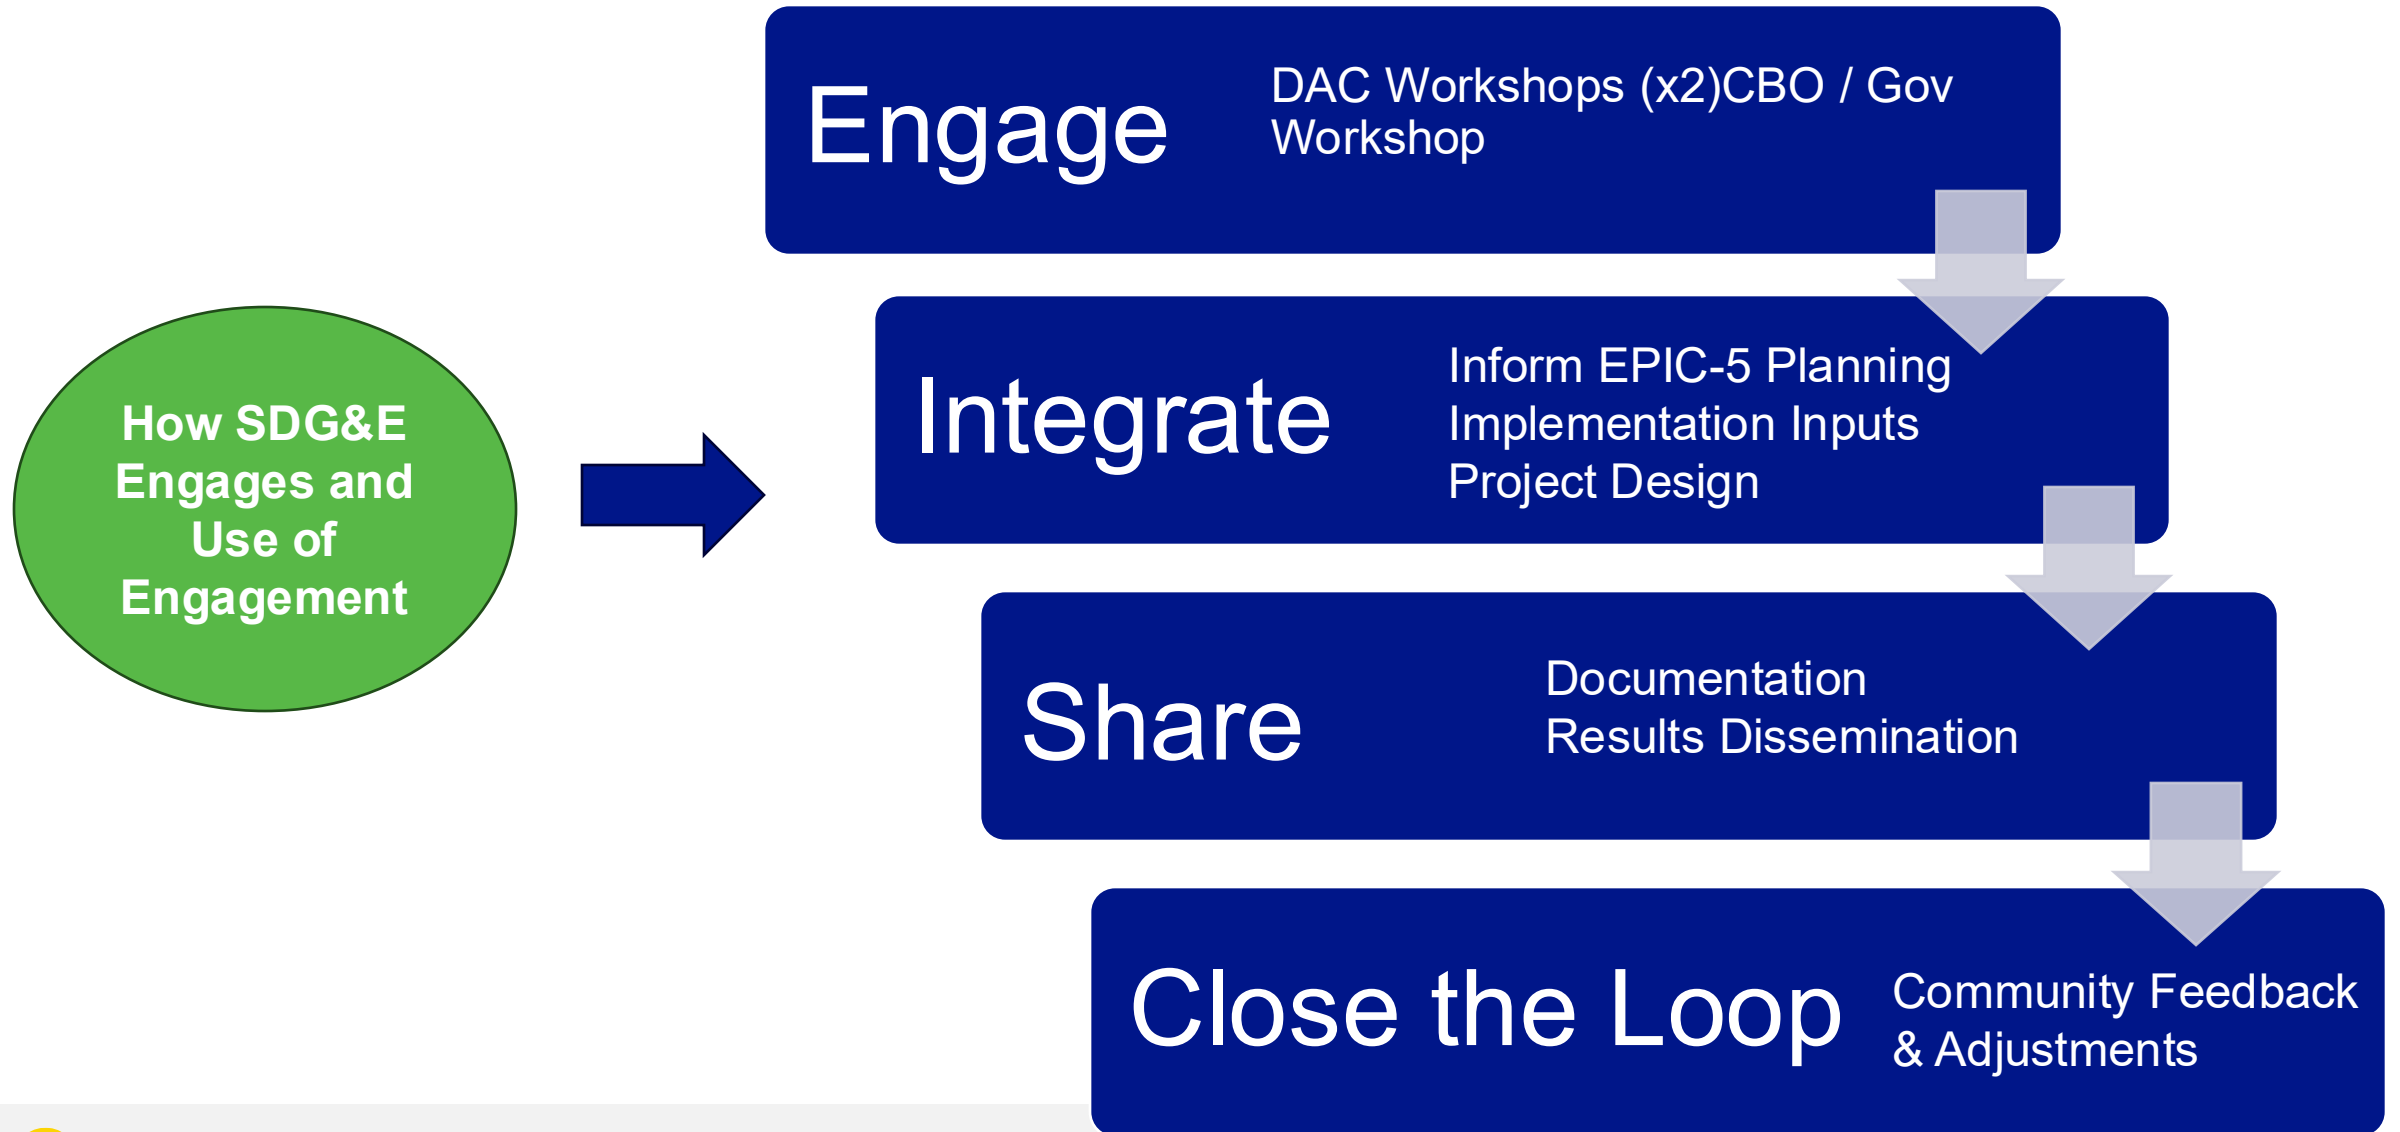 Engage
DAC Workshops (x2)CBO / Gov
Workshop
How SDG&E
Engages and
Use of
Engagement
Integrate
Inform EPIC-5 Planning
Implementation Inputs
Project Design
Share
Documentation
Results Dissemination
Close the Loop
Community Feedback
& Adjustments